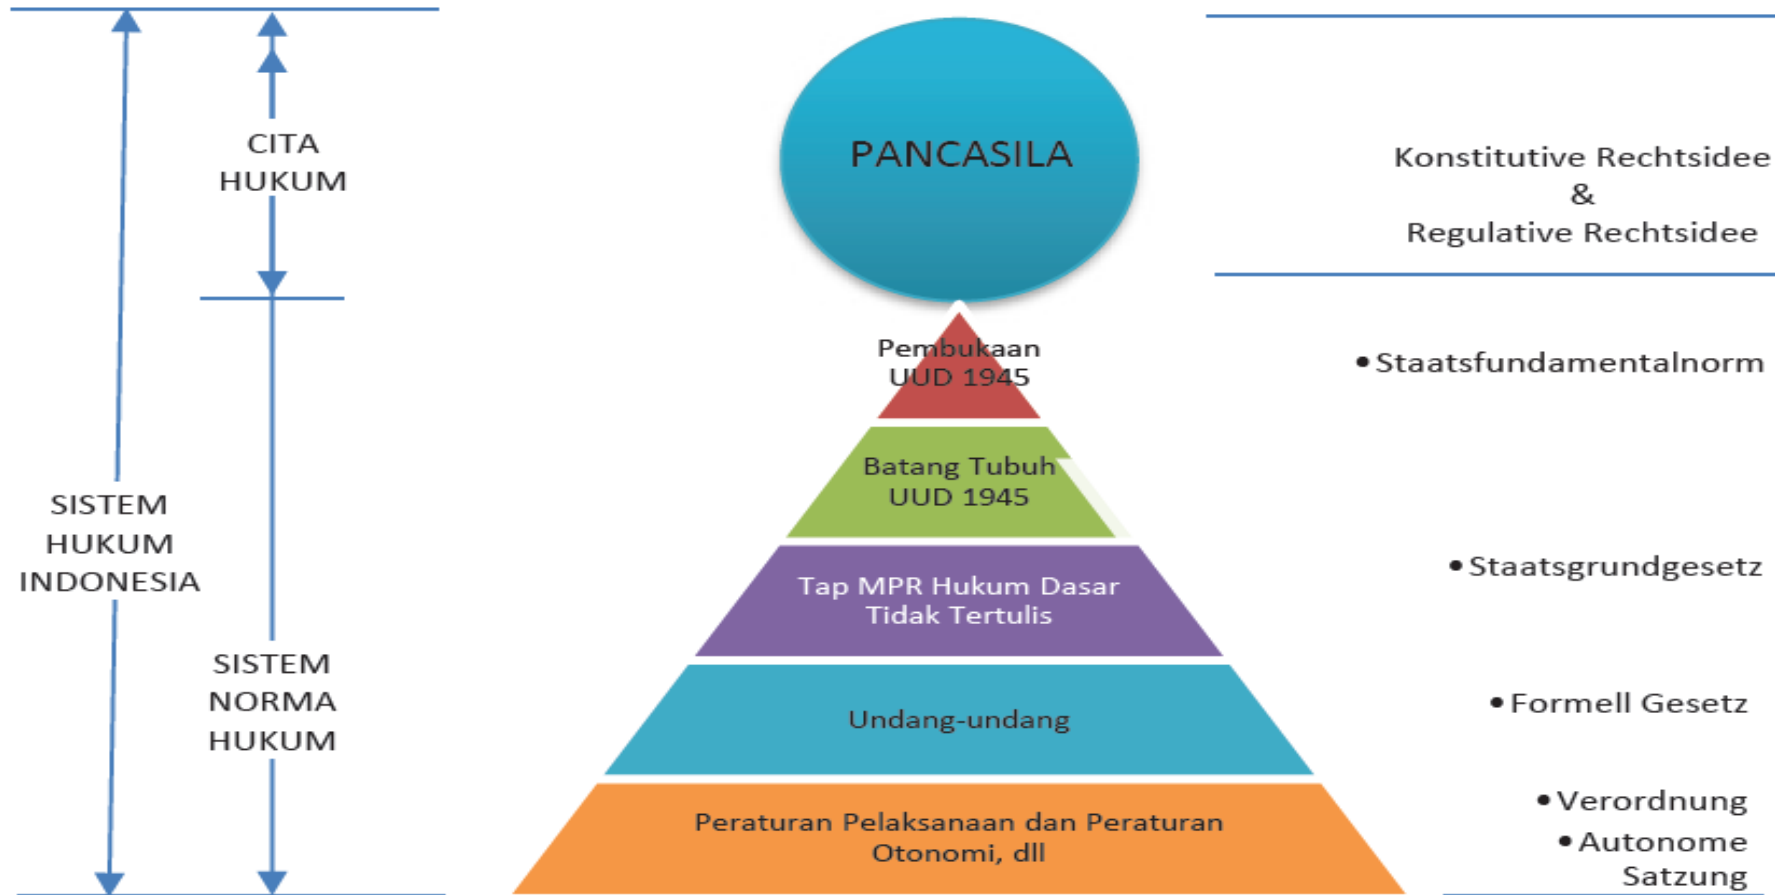 CITA
HUKUM
SISTEM
HUKUM
INDONESIA
SISTEM
NORMA
HUKUM
PANCASILA
Pembukaan
UUD 1945
Batang Tubuh
UUD 1945
Tap MPR Hukum Dasar
Tidak Tertulis
Undang-undang
Peraturan Pelaksanaan dan Peraturan
Otonomi, dll
Konstitutive Rechtsidee
&
Regulative Rechtsidee
•Staatsfundamentalnorm
•Staatsgrundgesetz
•Formell Gesetz
•Verordnung
•Autonome
Satzung